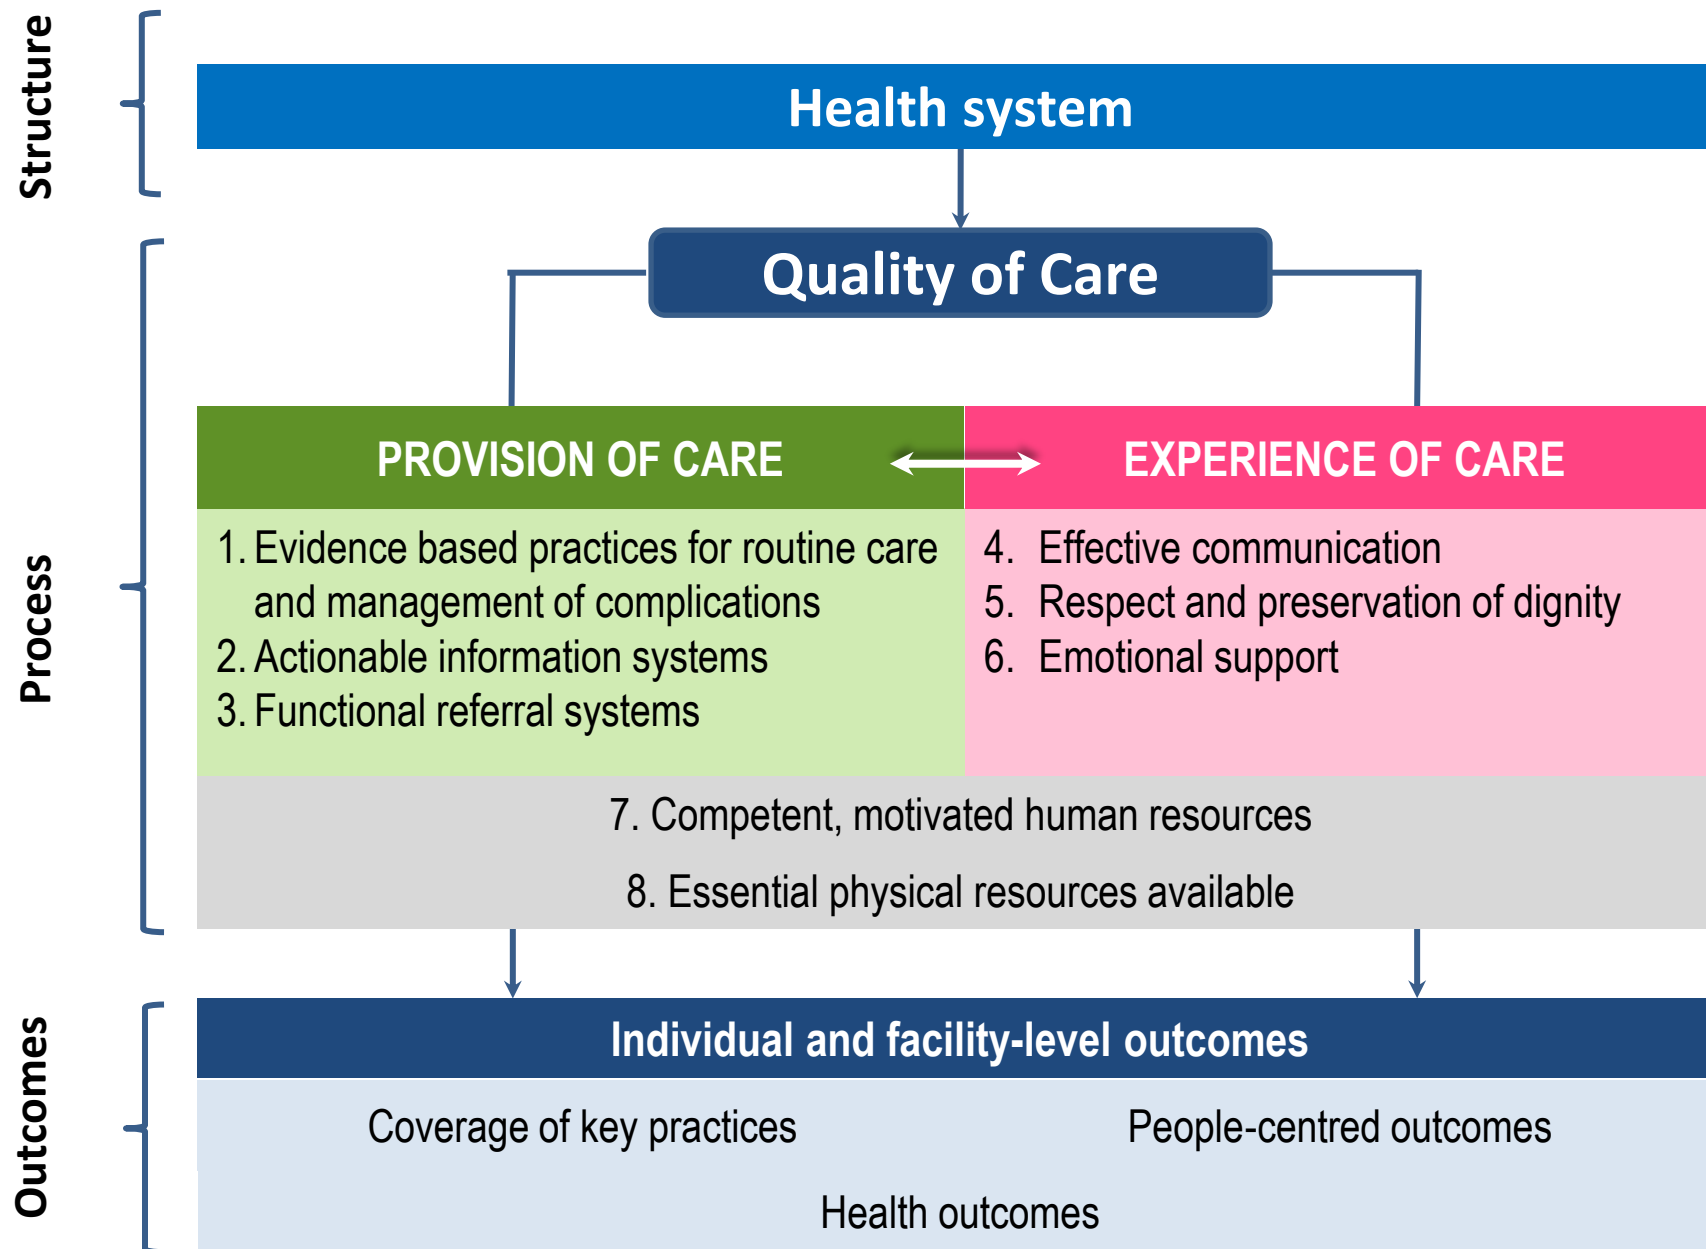 Structure
Health system
Quality of Care
Process
PROVISION OF CARE
EXPERIENCE OF CARE
1. Evidence based practices for routine care
and management of complications
2. Actionable information systems
3. Functional referral systems
4. Effective communication
5. Respect and preservation of dignity
6. Emotional support
7. Competent, motivated human resources
8. Essential physical resources available
Outcomes
Individual and facility-level outcomes
Coverage of key practices
People-centred outcomes
Health outcomes